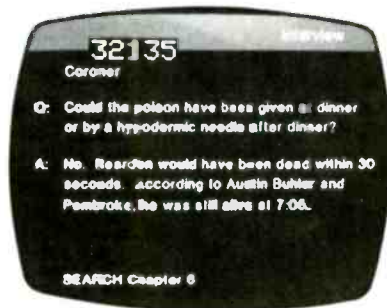 Interview
32135
Coroner
Q: Could the poison have been given at dinner
or by a hypodermic needle after dinner?
A: No. Reardon would have been dead within 30
seconds. According to Austin Buhler and
Pembroke, he was still alive at 7:06.
SEARCH Chapter 6